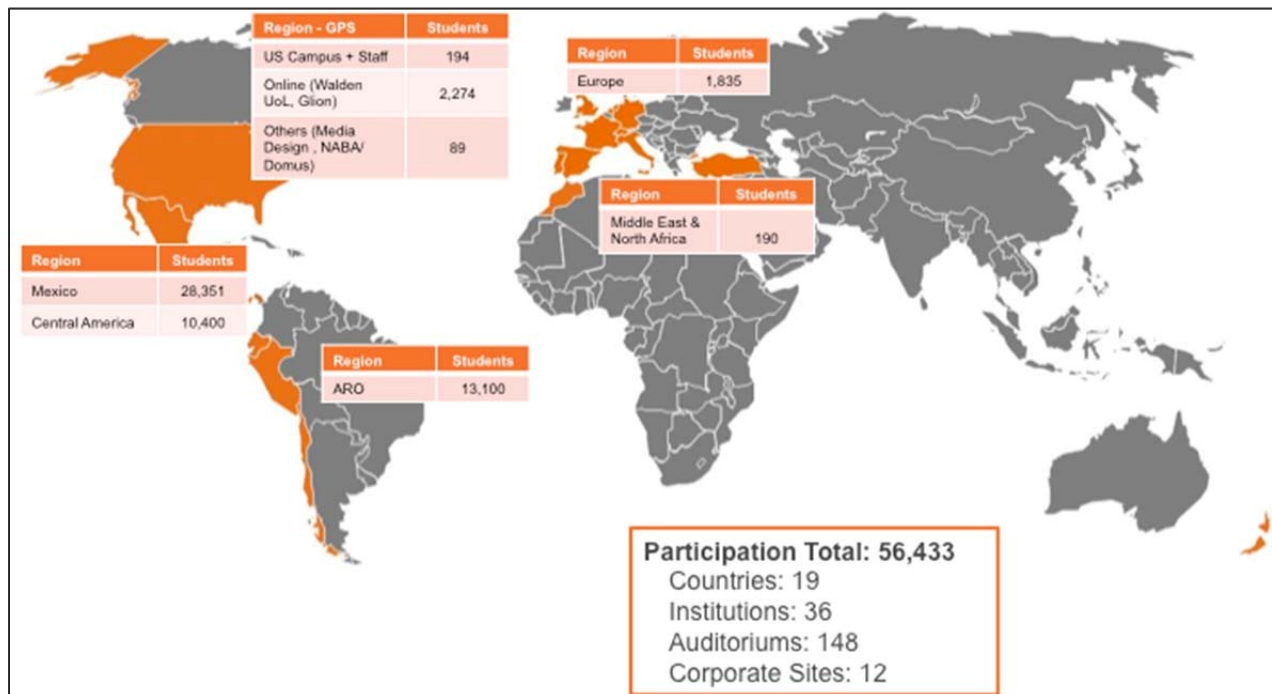 Region - GPS Students
US Campus + Staff 194
Online (Walden
UoL, Glion) 2,274
Others (Media
Design , NABA/
Domus) 89
Region Students
Europe 1,835
Region Students
Middle East &
North Africa 190
Region Students
Mexico 28,351
Central America 10,400
Region Students
ARO 13,100
Participation Total: 56,433
Countries: 19
Institutions: 36
Auditoriums: 148
Corporate Sites: 12